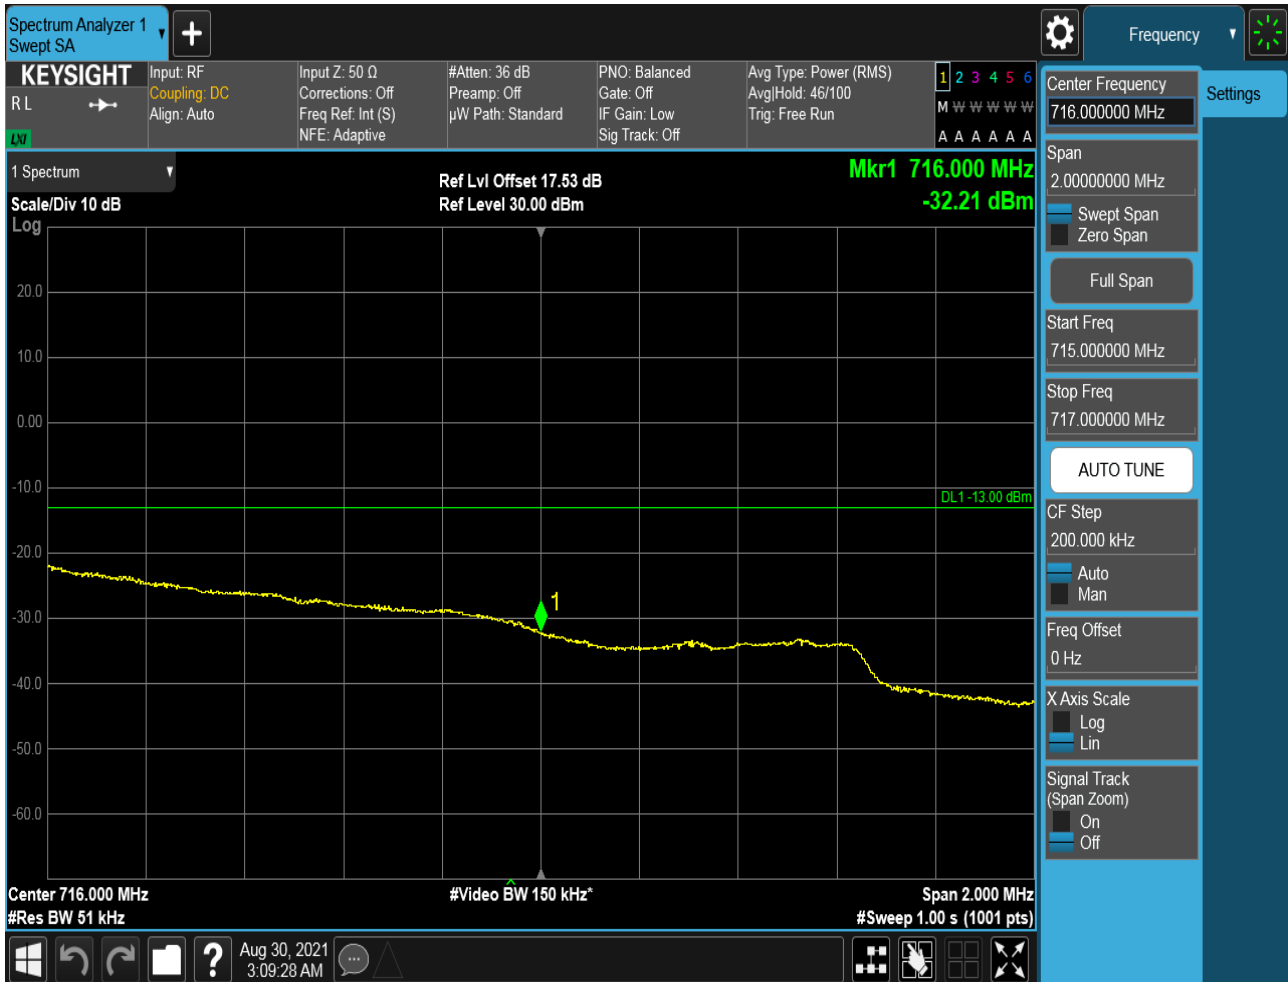 Spectrum Analyzer 1
Swept SA
Frequency
KEYSIGHT
R L
LXI
Input: RF
Coupling: DC
Align: Auto
Input Z: 50 Ω
Corrections: Off
Freq Ref: Int (S)
NFE: Adaptive
#Atten: 36 dB
Preamp: Off
µW Path: Standard
PNO: Balanced
Gate: Off
IF Gain: Low
Sig Track: Off
Avg Type: Power (RMS)
Avg|Hold: 46/100
Trig: Free Run
1 2 3 4 5 6
M W W W W W
A A A A A A
Center Frequency
716.000000 MHz
Settings
1 Spectrum
Scale/Div 10 dB
Log
Ref Lvl Offset 17.53 dB
Ref Level 30.00 dBm
Mkr1 716.000 MHz
-32.21 dBm
Span
2.00000000 MHz
Swept Span
Zero Span
Full Span
Start Freq
715.000000 MHz
Stop Freq
717.000000 MHz
AUTO TUNE
CF Step
200.000 kHz
Auto
Man
Freq Offset
0 Hz
X Axis Scale
Log
Lin
Signal Track
(Span Zoom)
On
Off
20.0
10.0
0.00
-10.0
DL1 -13.00 dBm
-20.0
1
-30.0
-40.0
-50.0
-60.0
Center 716.000 MHz
#Video BW 150 kHz*
Span 2.000 MHz
#Res BW 51 kHz
#Sweep 1.00 s (1001 pts)
?
Aug 30, 2021
3:09:28 AM